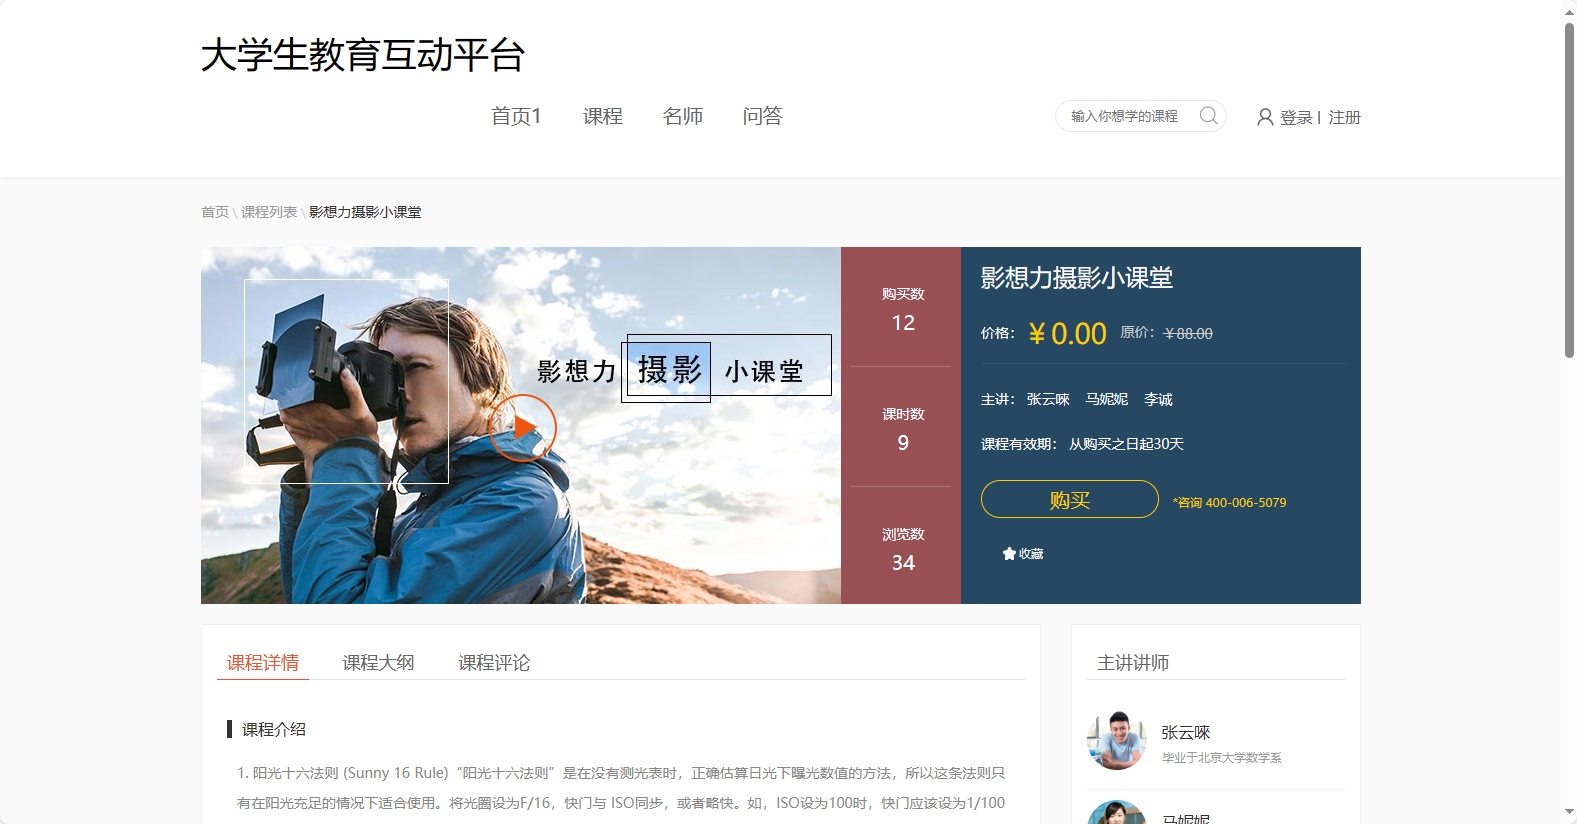 大学生教育互动平台
首页1 课程 名师 问答 输入你想学的课程 登录 | 注册
首页 \ 课程列表 \ 影想力摄影小课堂
影想力 摄影 小课堂
购买数
12
课时数
9
浏览数
34
影想力摄影小课堂
价格： ￥0.00 原价： ￥88.00
主讲： 张云唻 马妮妮 李诚
课程有效期： 从购买之日起30天
购买 *咨询 400-006-5079
收藏
课程详情 课程大纲 课程评论
课程介绍
1. 阳光十六法则 (Sunny 16 Rule)“阳光十六法则”是在没有测光表时，正确估算日光下曝光数值的方法，所以这条法则只
有在阳光充足的情况下适合使用。将光圈设为F/16，快门与 ISO同步，或者略快。如，ISO设为100时，快门应该设为1/100
主讲讲师
张云唻
毕业于北京大学数学系
马妮妮